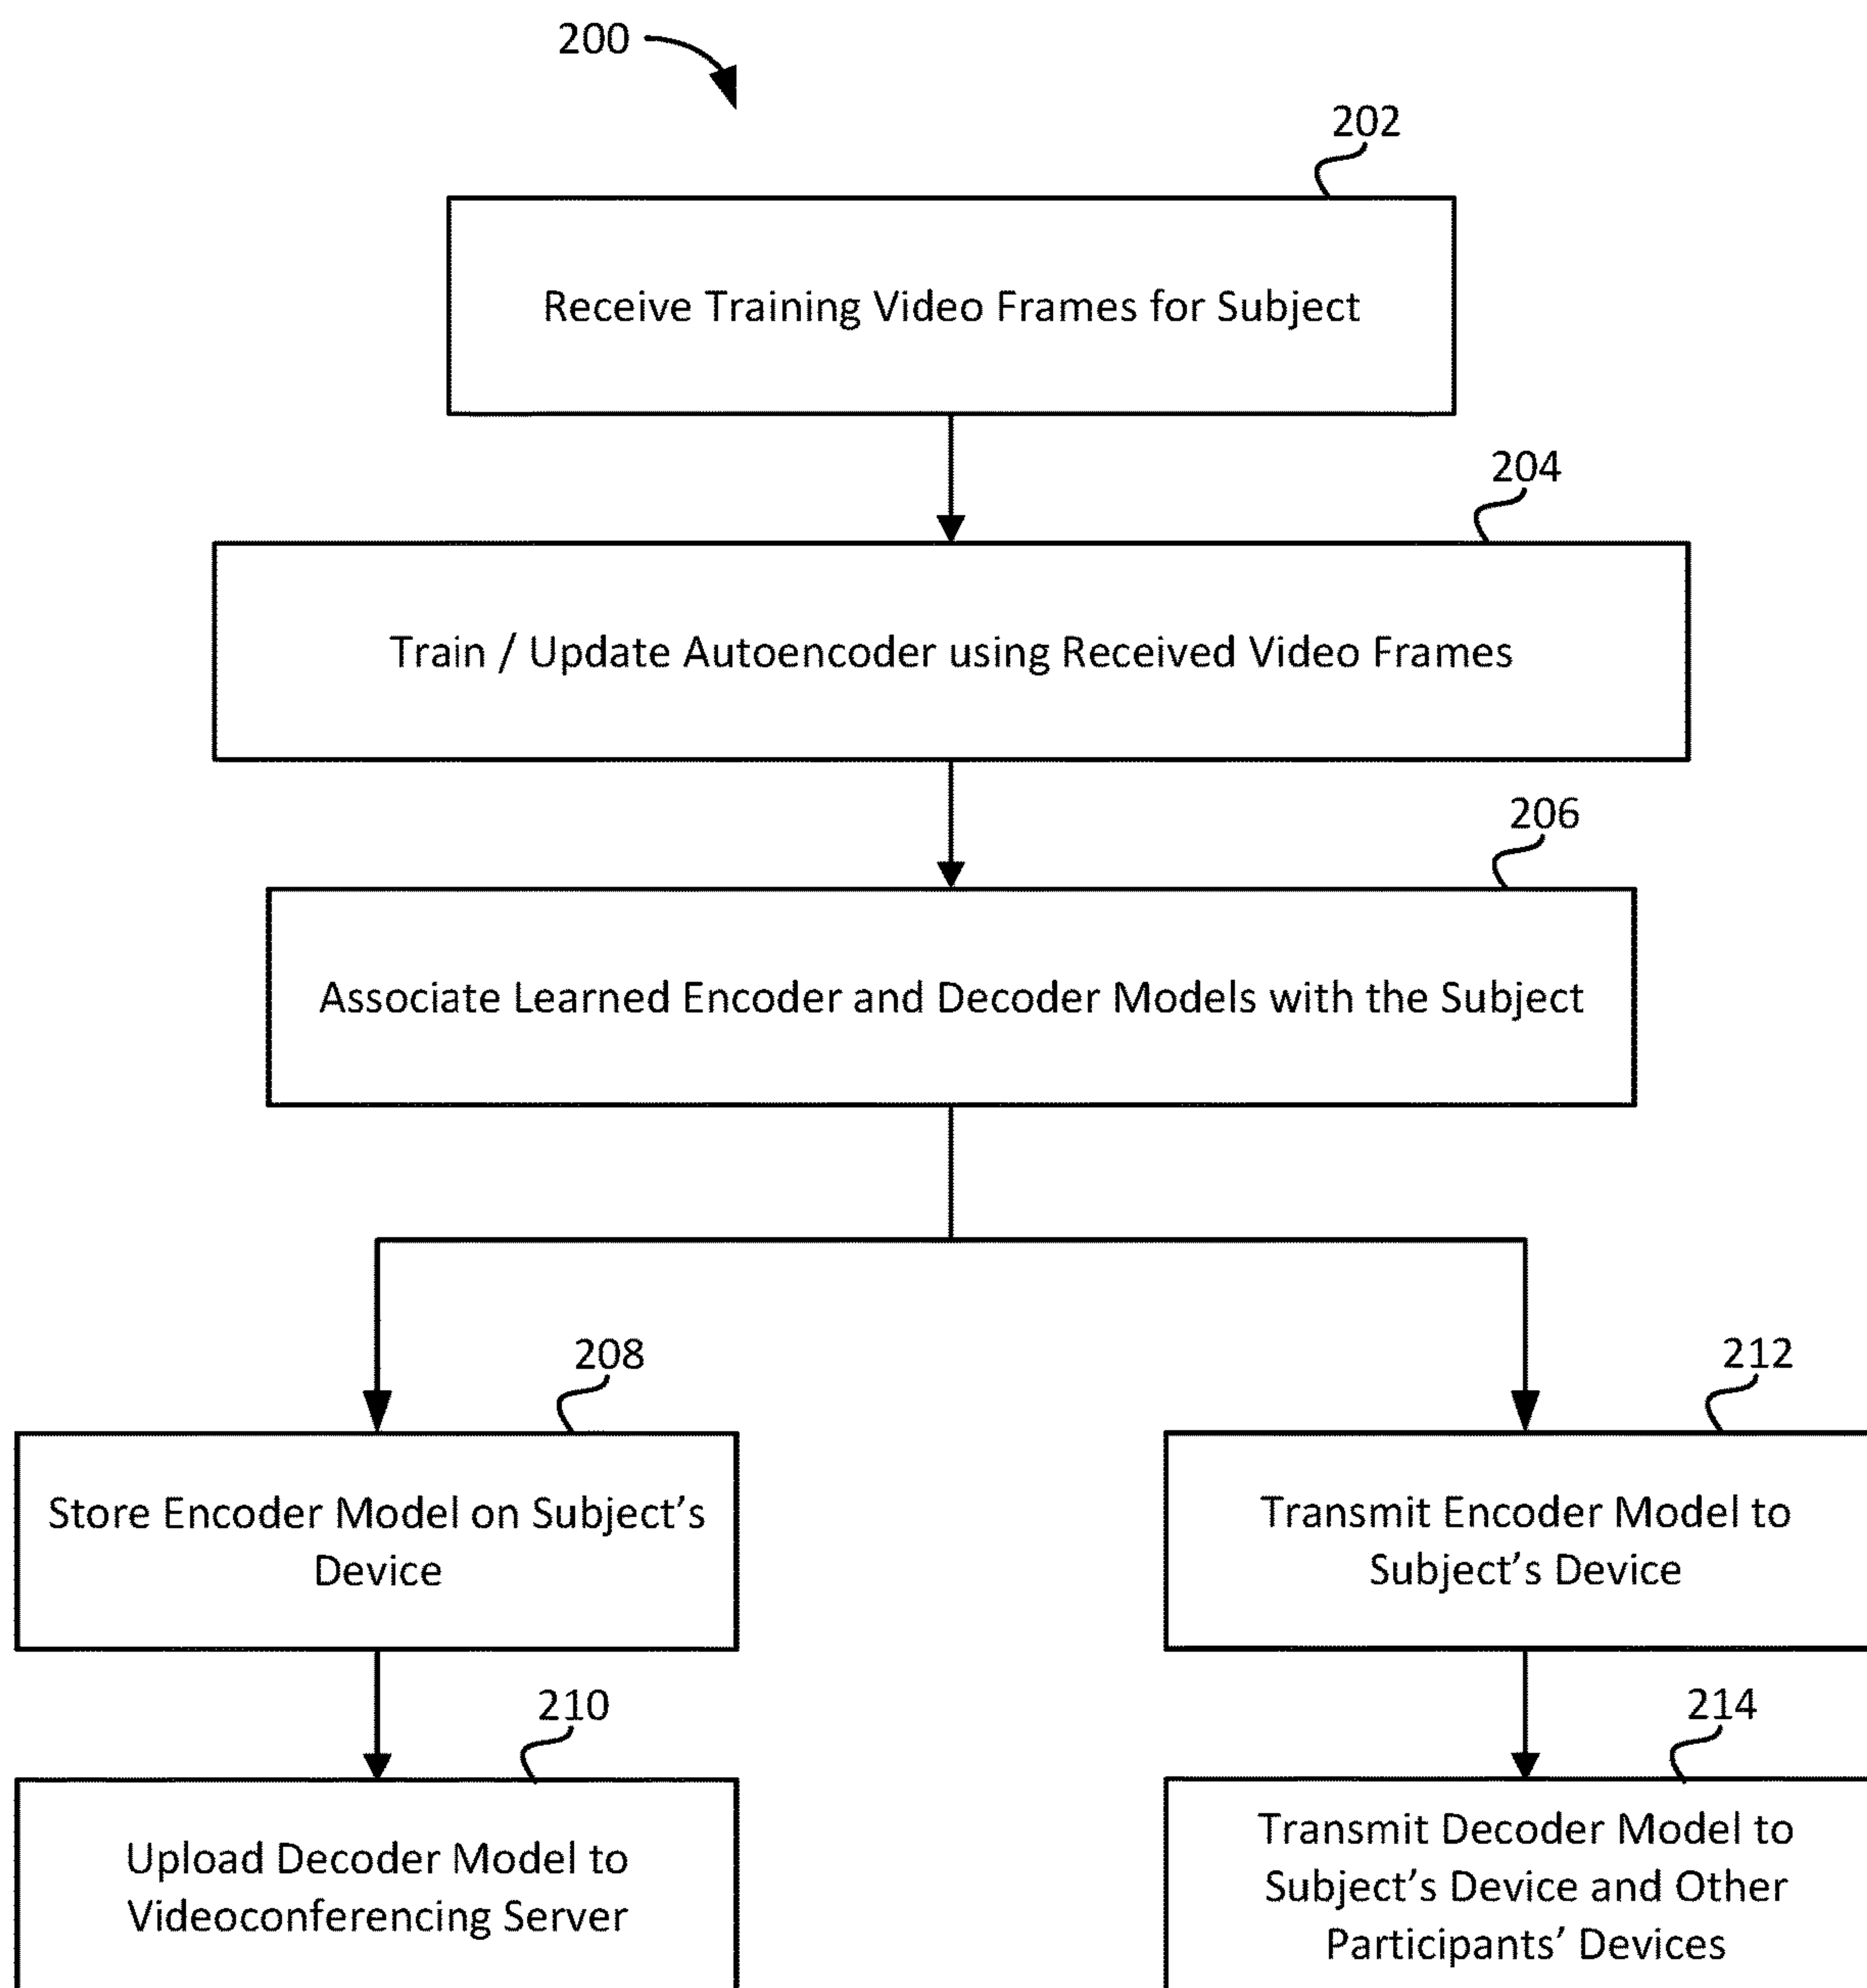 200
202
Receive Training Video Frames for Subject
204
Train / Update Autoencoder using Received Video Frames
206
Associate Learned Encoder and Decoder Models with the Subject
208
Store Encoder Model on Subject's
Device
210
Upload Decoder Model to
Videoconferencing Server
212
Transmit Encoder Model to
Subject's Device
214
Transmit Decoder Model to
Subject's Device and Other
Participants' Devices